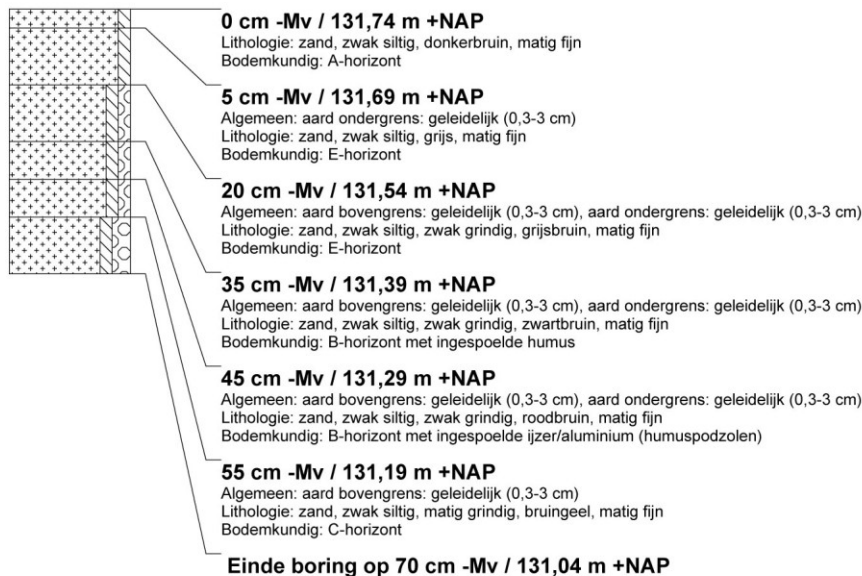 0 cm -Mv / 131,74 m +NAP
Lithologie: zand, zwak siltig, donkerbruin, matig fijn
Bodemkundig: A-horizont
5 cm -Mv / 131,69 m +NAP
Algemeen: aard ondergrens: geleidelijk (0,3-3 cm)
Lithologie: zand, zwak siltig, grijs, matig fijn
Bodemkundig: E-horizont
20 cm -Mv / 131,54 m +NAP
Algemeen: aard bovengrens: geleidelijk (0,3-3 cm), aard ondergrens: geleidelijk (0,3-3 cm)
Lithologie: zand, zwak siltig, zwak grindig, grijsbruin, matig fijn
Bodemkundig: E-horizont
35 cm -Mv / 131,39 m +NAP
Algemeen: aard bovengrens: geleidelijk (0,3-3 cm), aard ondergrens: geleidelijk (0,3-3 cm)
Lithologie: zand, zwak siltig, zwak grindig, zwartbruin, matig fijn
Bodemkundig: B-horizont met ingespoelde humus
45 cm -Mv / 131,29 m +NAP
Algemeen: aard bovengrens: geleidelijk (0,3-3 cm), aard ondergrens: geleidelijk (0,3-3 cm)
Lithologie: zand, zwak siltig, zwak grindig, roodbruin, matig fijn
Bodemkundig: B-horizont met ingespoelde ijzer/aluminium (humuspodzolen)
55 cm -Mv / 131,19 m +NAP
Algemeen: aard bovengrens: geleidelijk (0,3-3 cm)
Lithologie: zand, zwak siltig, matig grindig, bruingeel, matig fijn
Bodemkundig: C-horizont
Einde boring op 70 cm -Mv / 131,04 m +NAP